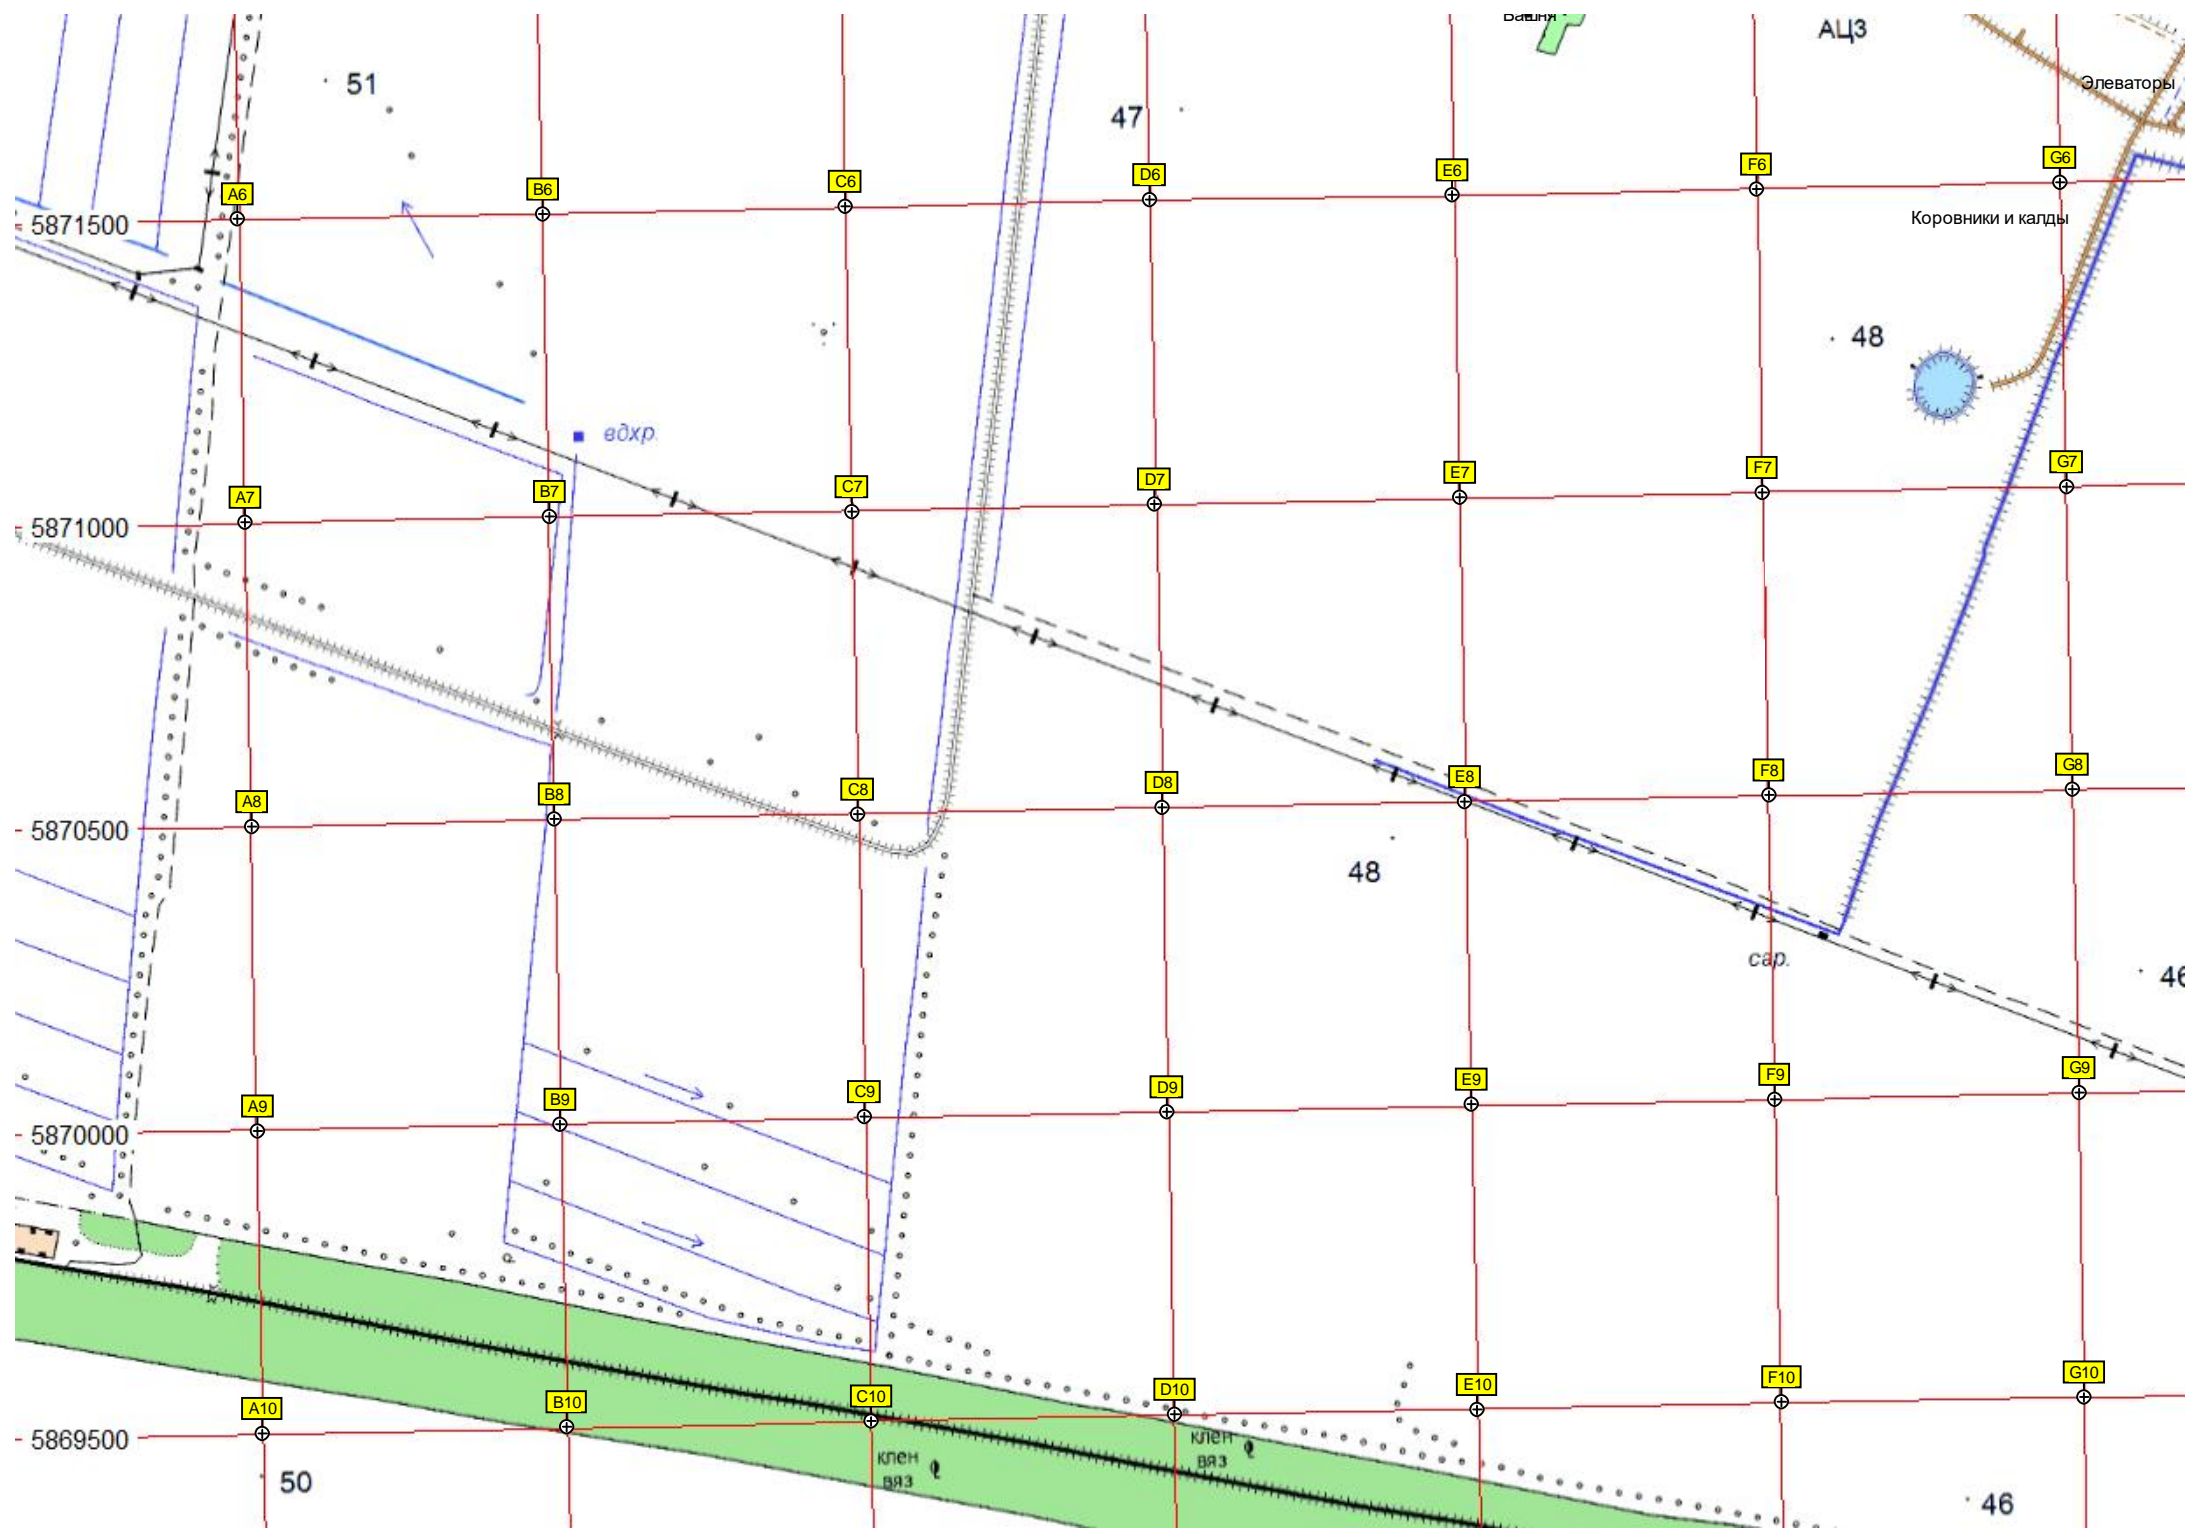 Башня
АЦЗ
51
47
Элеваторы
A6
B6
C6
D6
E6
F6
G6
5871500
Коровники и калды
48
вдхр.
A7
B7
C7
D7
E7
F7
G7
5871000
A8
B8
C8
D8
E8
F8
G8
5870500
48
сар.
46
A9
B9
C9
D9
E9
F9
G9
5870000
A10
B10
C10
D10
E10
F10
G10
5869500
клен
вяз
клен
вяз
50
46